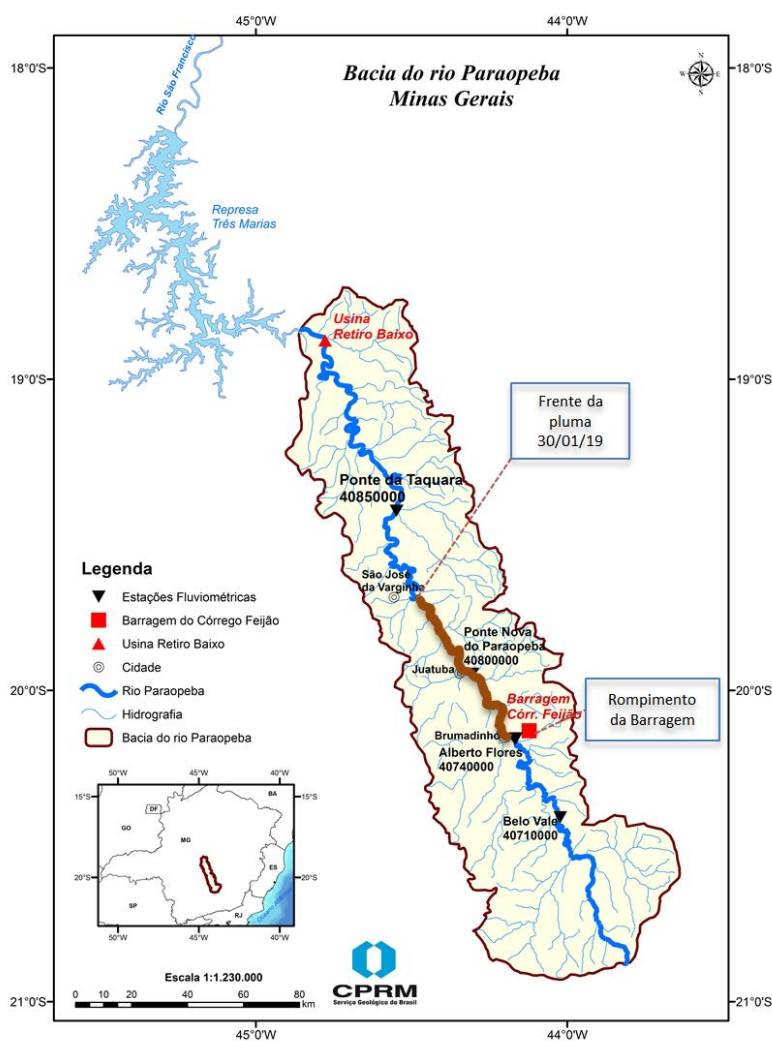 45°0'W
44°0'W
18°0'S
Bacia do rio Paraopeba
Minas Gerais
N
W
E
S
Rio São Francisco
Represa
Três Marias
Usina
Retiro Baixo
19°0'S
19°0'S
Frente da
pluma
30/01/19
Ponte da Taquara
40850000
São José
da Varginha
Legenda
Estações Fluviométricas
Barragem do Córrego Feijão
Usina Retiro Baixo
Cidade
Rio Paraopeba
Hidrografia
Bacia do rio Paraopeba
Ponte Nova
do Paraopeba
40800000
Juatuba
20°0'S
20°0'S
Barragem
Córr. Feijão
Rompimento
da Barragem
Brumadinho
Alberto Flores
40740000
Belo Vale
40710000
50°W
45°W
40°W
15°S
15°S
BA
DF
GO
MG
ES
20°S
20°S
SP
RJ
50°W
45°W
40°W
Escala 1:1.230.000
0
10
20
40
60
80
km
CPRM
Serviço Geológico do Brasil
21°0'S
21°0'S
45°0'W
44°0'W